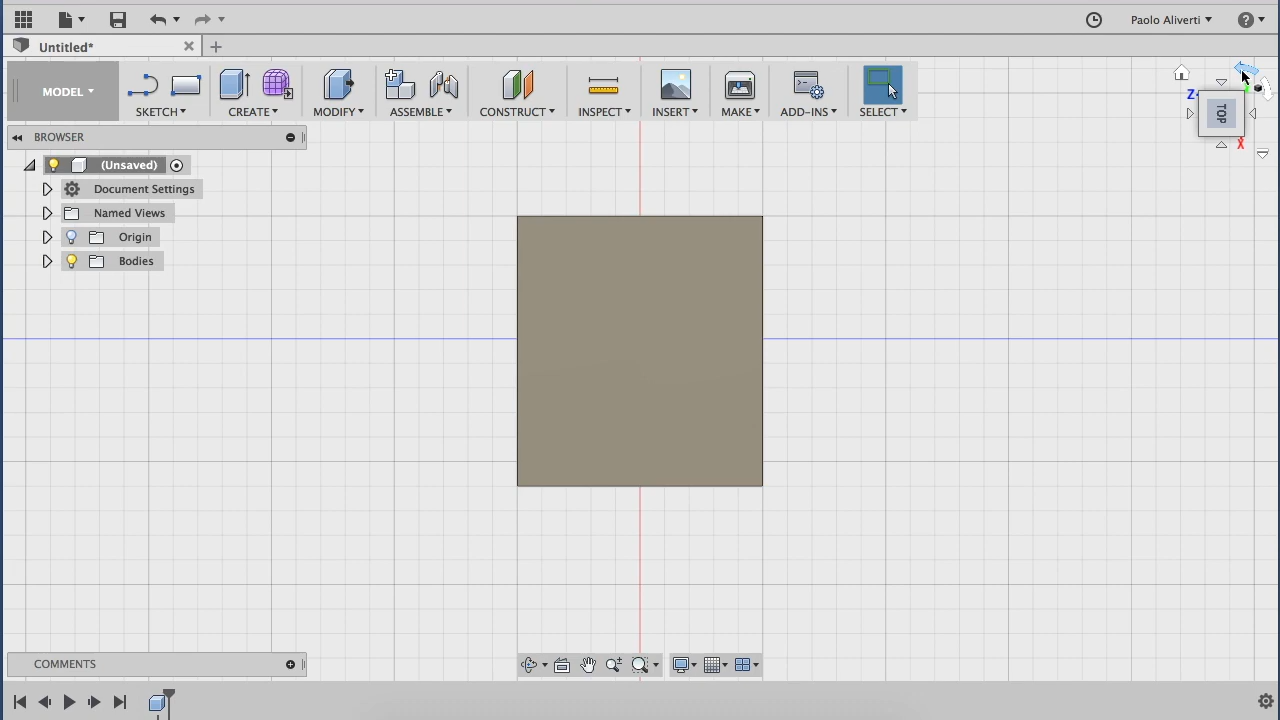 Paolo Aliverti
?
Untitled*
MODEL
SKETCH
CREATE
MODIFY
ASSEMBLE
CONSTRUCT
INSPECT
INSERT
MAKE
ADD-INS
SELECT
Z
TOP
X
BROWSER
(Unsaved)
Document Settings
Named Views
Origin
Bodies
COMMENTS